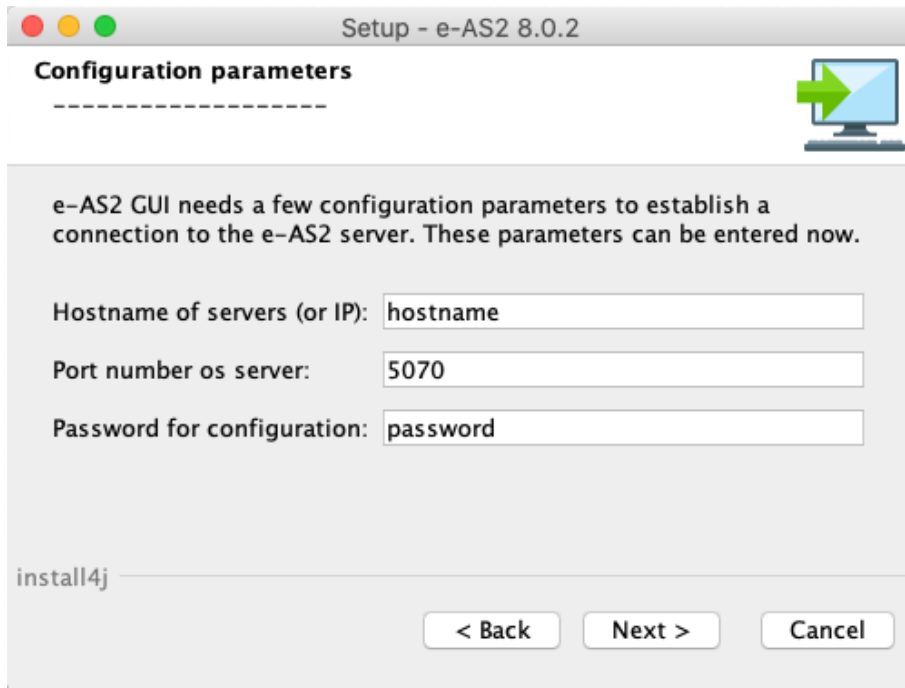 Setup - e-AS2 8.0.2
Configuration parameters
-------------------
e-AS2 GUI needs a few configuration parameters to establish a
connection to the e-AS2 server. These parameters can be entered now.
Hostname of servers (or IP): hostname
Port number os server: 5070
Password for configuration: password
install4j
< Back Next > Cancel